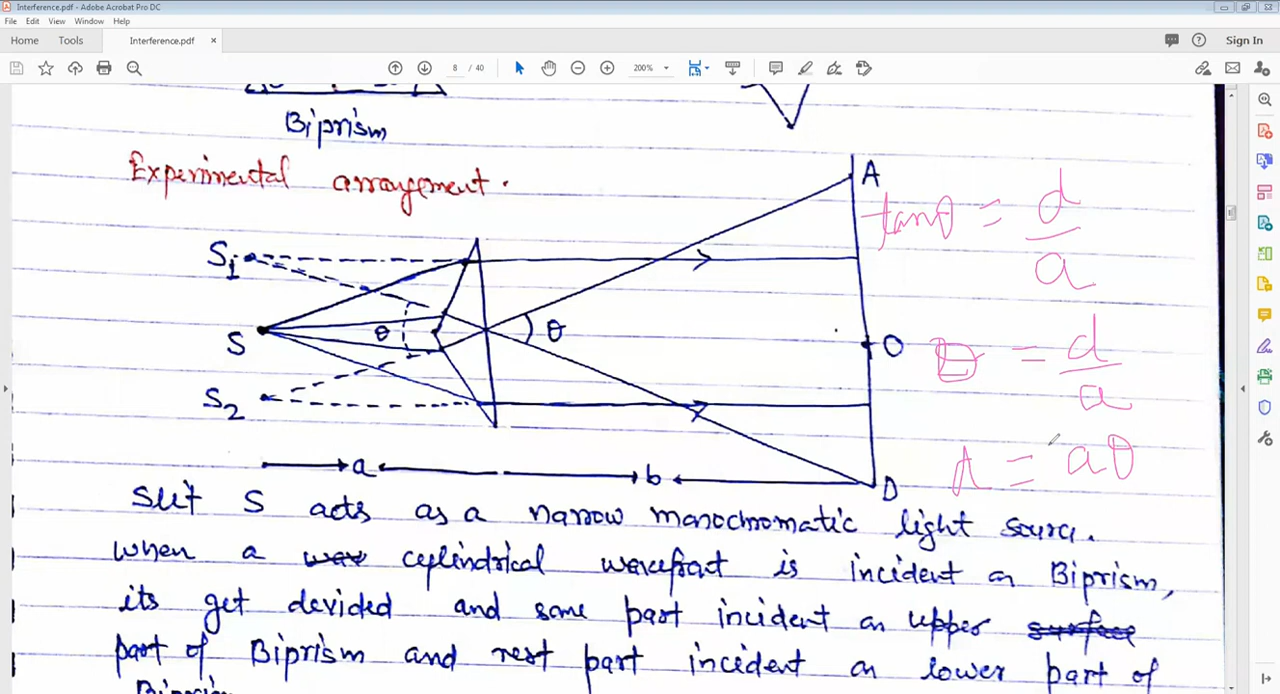 Interference.pdf - Adobe Acrobat Pro DC
File Edit View Window Help
Home Tools Interference.pdf × Sign In
8 / 40 200%
Biprism
Experimental arrangement.
A
tanθ = d/a
S1
S
θ
θ
O
θ = d/a
S2
d = aθ
a
b
D
Slit S acts as a narrow monochromatic light source.
when a cylindrical wavefront is incident on Biprism,
its get devided and some part incident on upper surface
part of Biprism and rest part incident on lower part of
Biprism